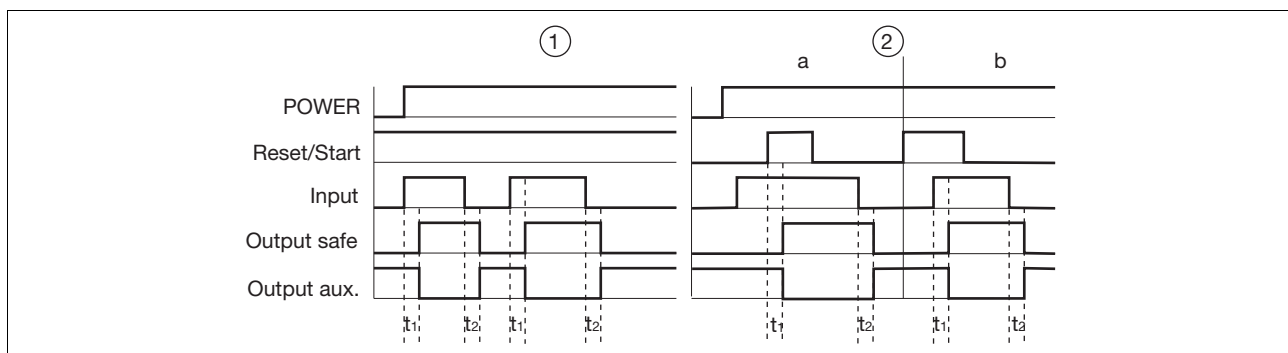 1 2
a b
POWER
Reset/Start
Input
Output safe
Output aux.
t1 t2 t1 t2 t1 t2 t1 t2